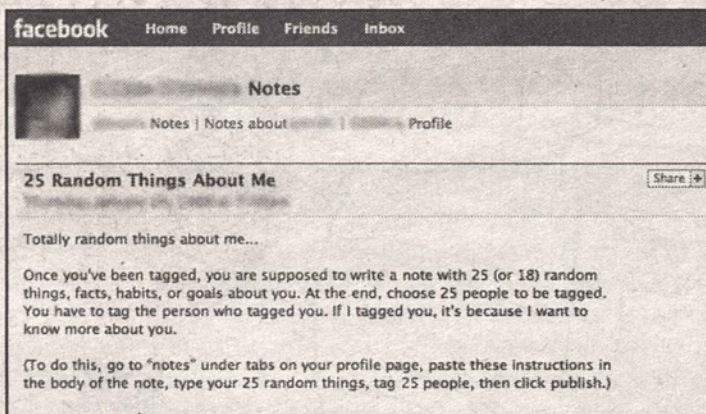 facebook Home Profile Friends Inbox
Notes
Notes | Notes about | Profile
25 Random Things About Me
Share +
Totally random things about me...
Once you've been tagged, you are supposed to write a note with 25 (or 18) random
things, facts, habits, or goals about you. At the end, choose 25 people to be tagged.
You have to tag the person who tagged you. If I tagged you, it's because I want to
know more about you.
(To do this, go to "notes" under tabs on your profile page, paste these instructions in
the body of the note, type your 25 random things, tag 25 people, then click publish.)